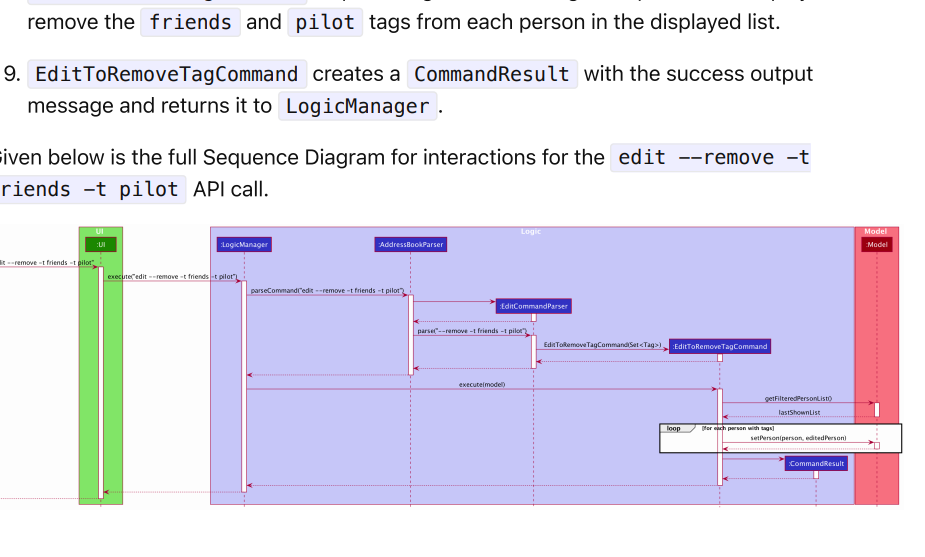 remove the friends and pilot tags from each person in the displayed list.
9. EditToRemoveTagCommand creates a CommandResult with the success output
message and returns it to LogicManager.
iven below is the full Sequence Diagram for interactions for the edit --remove -t
riends -t pilot API call.
UI
Logic
Model
:UI
:LogicManager
:AddressBookParser
:Model
dit --remove -t friends -t pilot"
execute("edit --remove -t friends -t pilot")
parseCommand("edit --remove -t friends -t pilot")
:EditCommandParser
parse("--remove -t friends -t pilot")
EditToRemoveTagCommand(Set<Tag>)
:EditToRemoveTagCommand
execute(model)
getFilteredPersonList()
lastShownList
loop
[for each person with tags]
setPerson(person, editedPerson)
:CommandResult